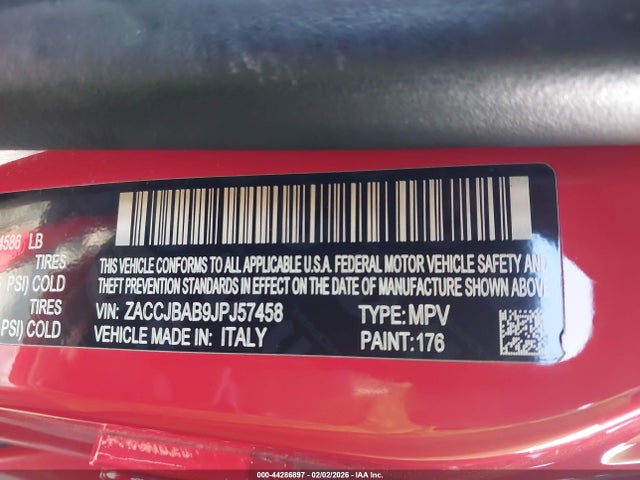 4586 LB
TIRES
PSI) COLD
TIRES
PSI) COLD
THIS VEHICLE CONFORMS TO ALL APPLICABLE U.S.A. FEDERAL MOTOR VEHICLE SAFETY AND
THEFT PREVENTION STANDARDS IN EFFECT ON THE DATE OF MANUFACTURE SHOWN ABOVE.
VIN: ZACCJBAB9JPJ57458 TYPE: MPV
VEHICLE MADE IN: ITALY PAINT: 176
000-44286897 - 02/02/2026 - Copyright © IAA Inc.